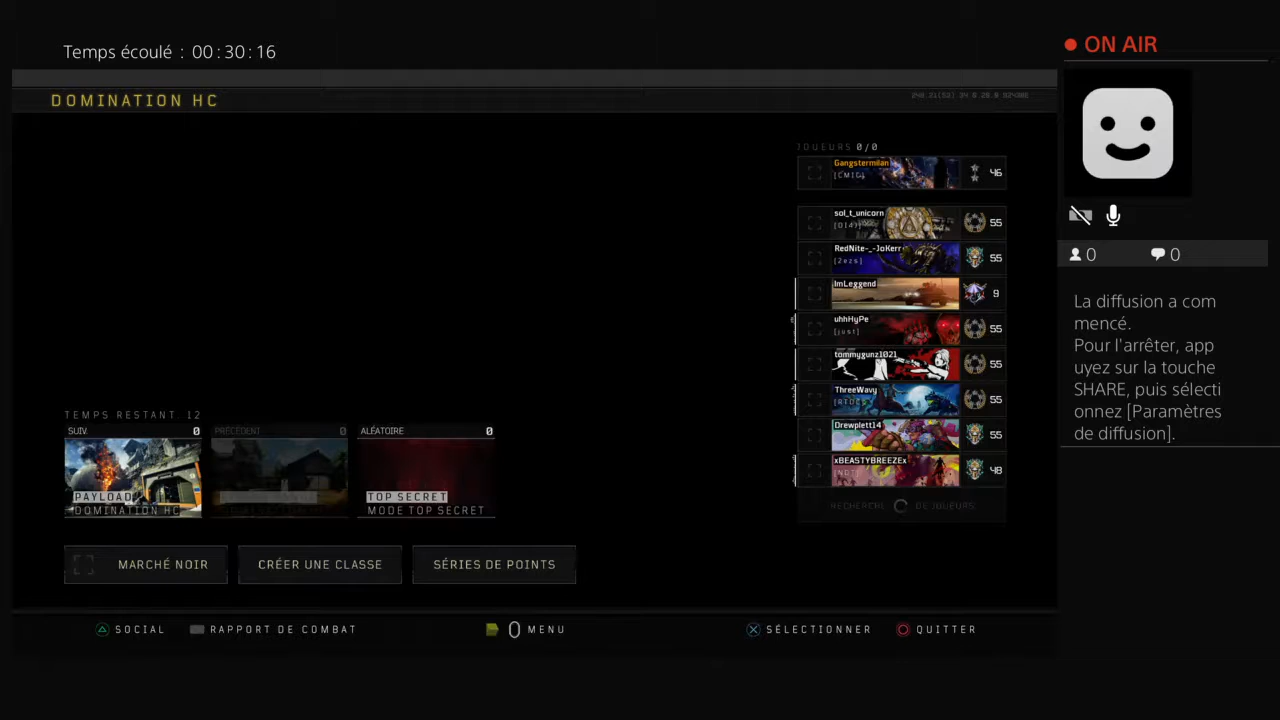 Temps écoulé : 00:30:16
ON AIR
DOMINATION HC
JOUEURS 0/0
Gangstermilan
46
sal_t_unicorn
55
RedNite-_-JoKerr
[2ezs]
55
ImLeggend
9
uhhHyPe
[just]
55
tommygunz1021
55
ThreeWavy
55
Drewplett14
55
xBEASTYBREEZEx
48
RECHERCHE DE JOUEURS
0
0
La diffusion a com
mencé.
Pour l'arrêter, app
uyez sur la touche
SHARE, puis sélecti
onnez [Paramètres
de diffusion].
TEMPS RESTANT 12
SUIV. 0
PRÉCÉDENT 0
ALÉATOIRE 0
PAYLOAD
DOMINATION HC
TOP SECRET
MODE TOP SECRET
MARCHÉ NOIR
CRÉER UNE CLASSE
SÉRIES DE POINTS
SOCIAL
RAPPORT DE COMBAT
MENU
SÉLECTIONNER
QUITTER